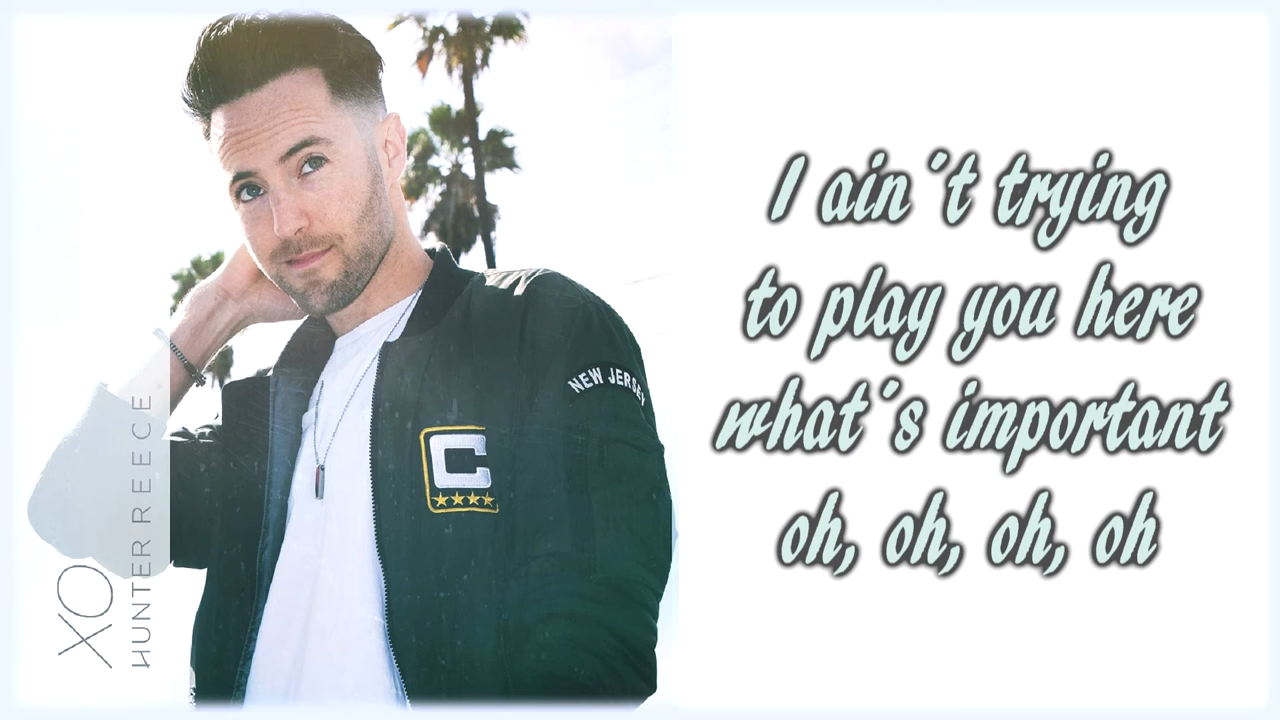 XO
HUNTER REECE
NEW JERSEY
C
I ain´t trying
to play you here
what´s important
oh, oh, oh, oh